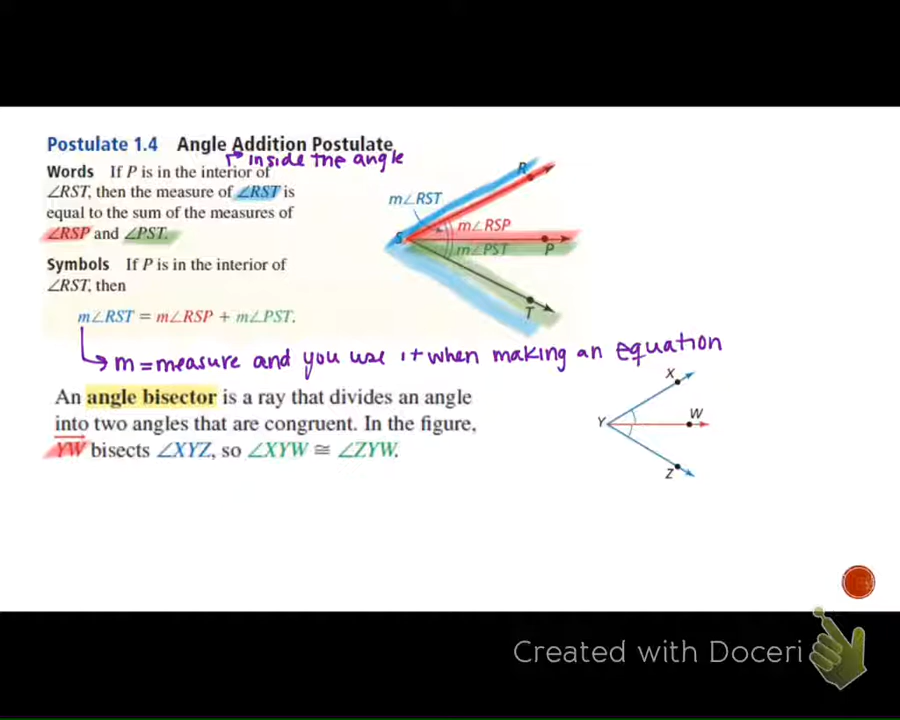 Postulate 1.4 Angle Addition Postulate
↱ inside the angle
Words If P is in the interior of
∠RST, then the measure of ∠RST is
equal to the sum of the measures of
∠RSP and ∠PST.
Symbols If P is in the interior of
∠RST, then
m∠RST = m∠RSP + m∠PST.
R
m∠RST
m∠RSP
S
m∠PST
P
T
↳ m = measure and you use it when making an equation
An angle bisector is a ray that divides an angle
into two angles that are congruent. In the figure,
YW bisects ∠XYZ, so ∠XYW ≅ ∠ZYW.
X
W
Y
Z
Created with Doceri